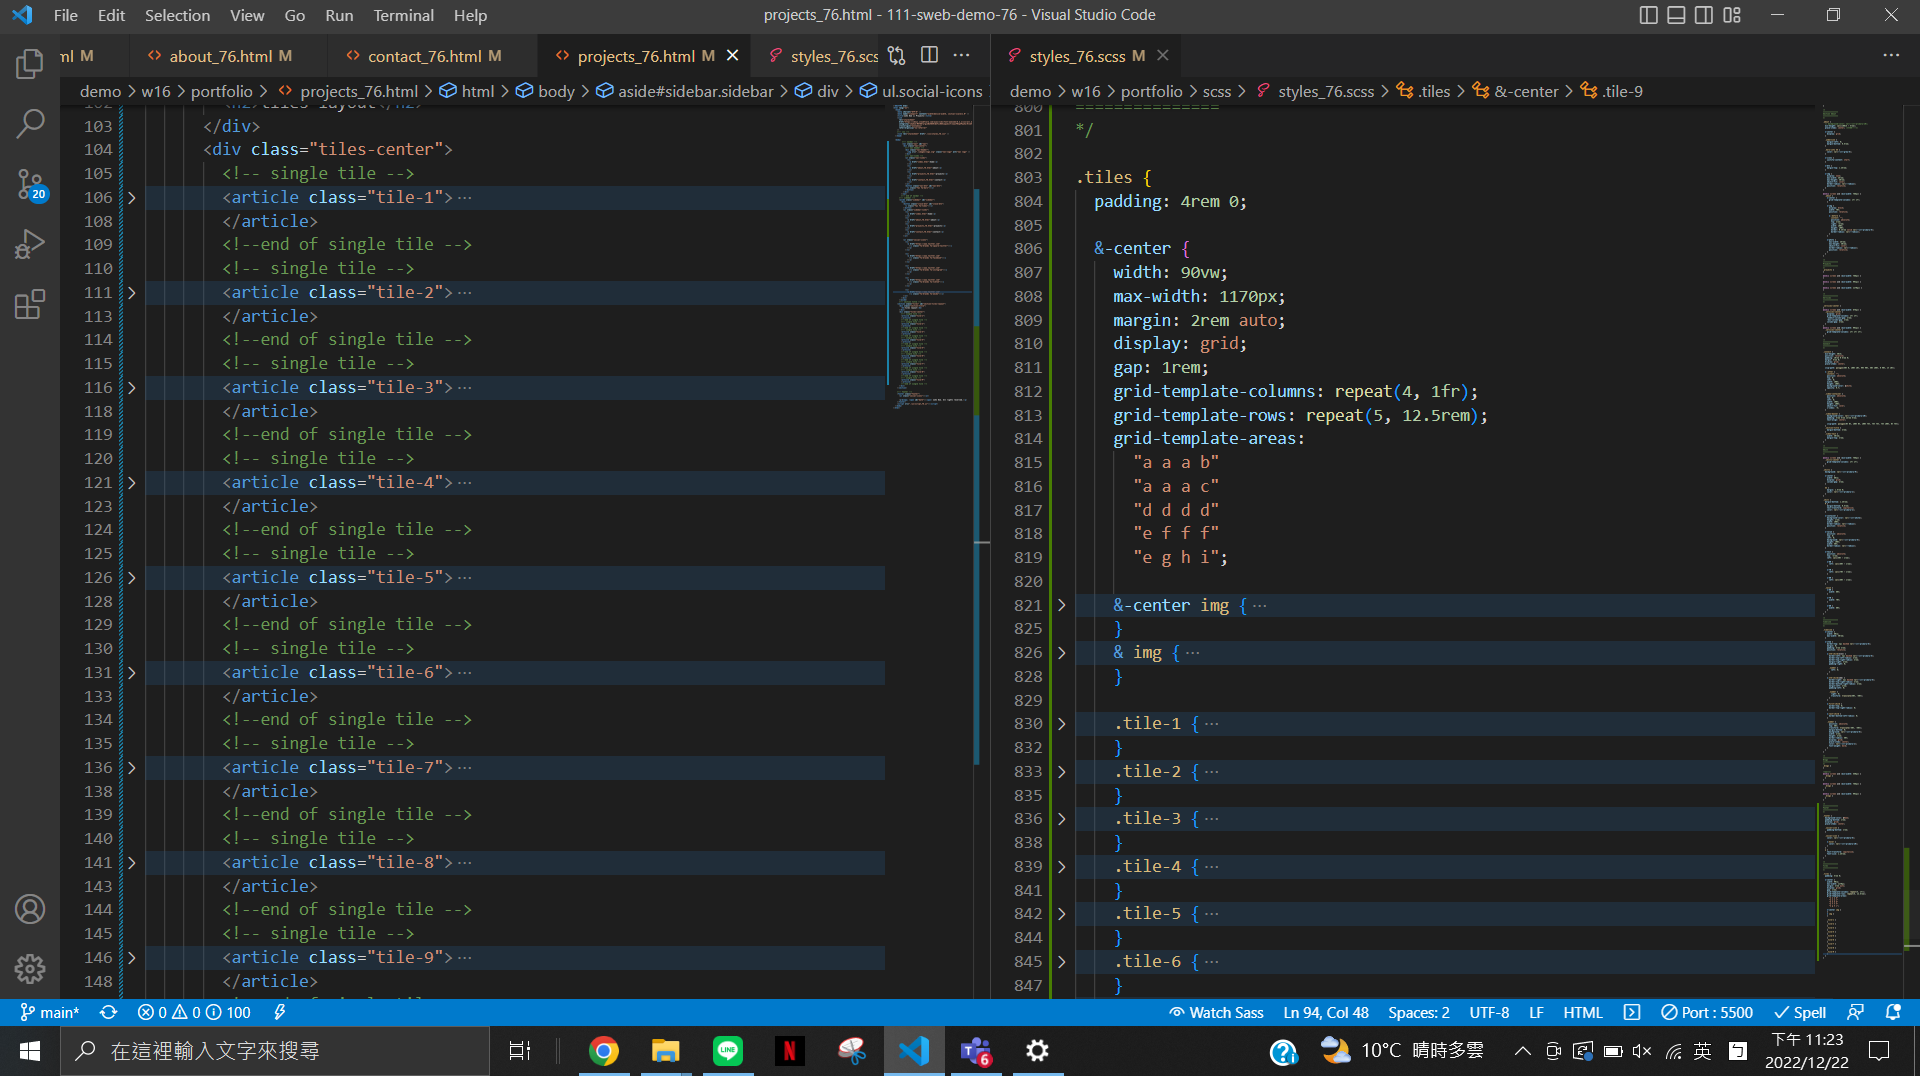 File Edit Selection View Go Run Terminal Help
projects_76.html - 111-sweb-demo-76 - Visual Studio Code
ml M
about_76.html M
contact_76.html M
projects_76.html M
styles_76.scs
styles_76.scss M
demo > w16 > portfolio > projects_76.html > html > body > aside#sidebar.sidebar > div > ul.social-icons
103 </div>
104 <div class="tiles-center">
105 <!-- single tile -->
106 <article class="tile-1">…
108 </article>
109 <!--end of single tile -->
110 <!-- single tile -->
111 <article class="tile-2">…
113 </article>
114 <!--end of single tile -->
115 <!-- single tile -->
116 <article class="tile-3">…
118 </article>
119 <!--end of single tile -->
120 <!-- single tile -->
121 <article class="tile-4">…
123 </article>
124 <!--end of single tile -->
125 <!-- single tile -->
126 <article class="tile-5">…
128 </article>
129 <!--end of single tile -->
130 <!-- single tile -->
131 <article class="tile-6">…
133 </article>
134 <!--end of single tile -->
135 <!-- single tile -->
136 <article class="tile-7">…
138 </article>
139 <!--end of single tile -->
140 <!-- single tile -->
141 <article class="tile-8">…
143 </article>
144 <!--end of single tile -->
145 <!-- single tile -->
146 <article class="tile-9">…
148 </article>
demo > w16 > portfolio > scss > styles_76.scss > .tiles > &-center > .tile-9
801 */
802
803 .tiles {
804 padding: 4rem 0;
805
806 &-center {
807 width: 90vw;
808 max-width: 1170px;
809 margin: 2rem auto;
810 display: grid;
811 gap: 1rem;
812 grid-template-columns: repeat(4, 1fr);
813 grid-template-rows: repeat(5, 12.5rem);
814 grid-template-areas:
815 "a a a b"
816 "a a a c"
817 "d d d d"
818 "e f f f"
819 "e g h i";
820
821 &-center img {…
825 }
826 & img {…
828 }
829
830 .tile-1 {…
832 }
833 .tile-2 {…
835 }
836 .tile-3 {…
838 }
839 .tile-4 {…
841 }
842 .tile-5 {…
844 }
845 .tile-6 {…
847 }
20
main* 0 0 100
Watch Sass Ln 94, Col 48 Spaces: 2 UTF-8 LF HTML Port : 5500 Spell
在這裡輸入文字來搜尋
6
10°C 晴時多雲
英
下午 11:23
2022/12/22